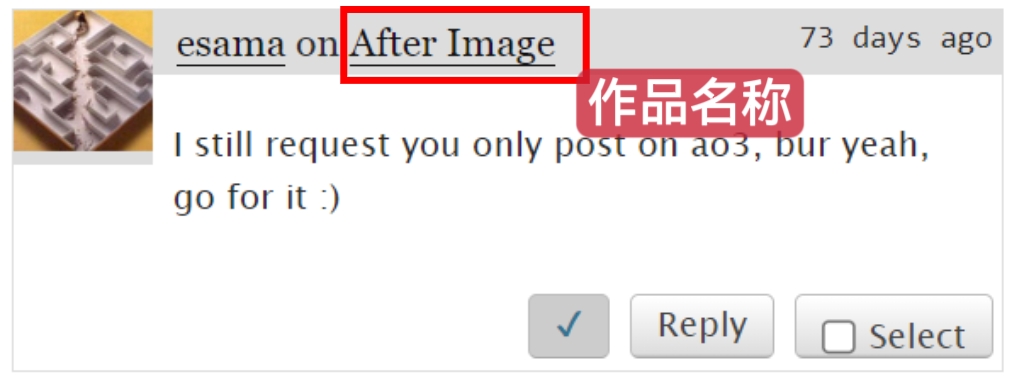 esama on After Image
73 days ago
作品名称
I still request you only post on ao3, bur yeah,
go for it :)
✓
Reply
Select